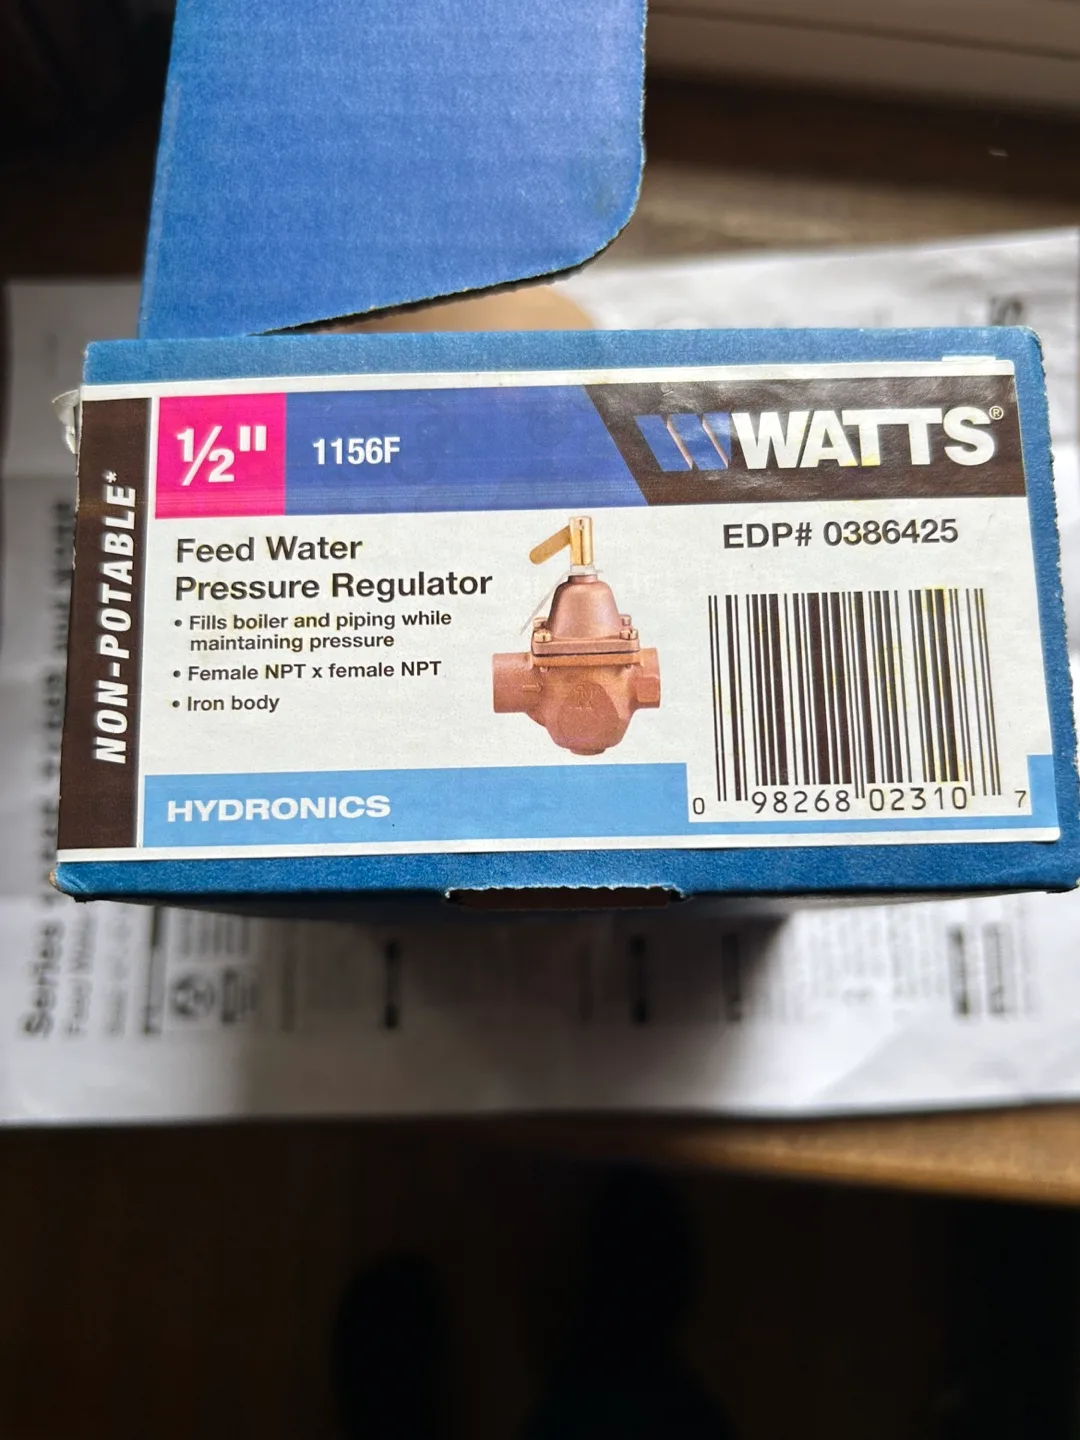 NON-POTABLE*
1/2"
1156F
WATTS®
Feed Water
Pressure Regulator
• Fills boiler and piping while
maintaining pressure
• Female NPT x female NPT
• Iron body
EDP# 0386425
HYDRONICS
0 98268 02310 7
Series